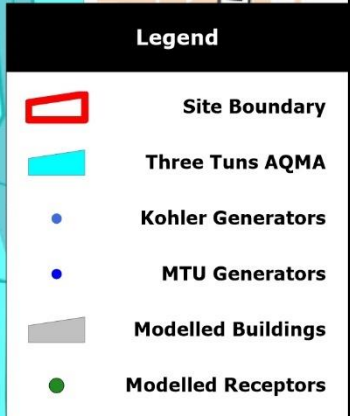 Legend
Site Boundary
Three Tuns AQMA
Kohler Generators
MTU Generators
Modelled Buildings
Modelled Receptors